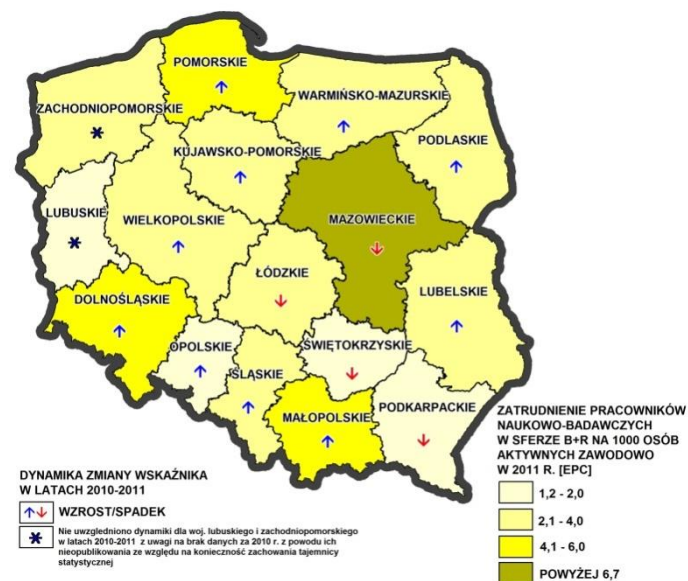 POMORSKIE
WARMIŃSKO-MAZURSKIE
ZACHODNIOPOMORSKIE
PODLASKIE
KUJAWSKO-POMORSKIE
LUBUSKIE
WIELKOPOLSKIE
MAZOWIECKIE
ŁÓDZKIE
LUBELSKIE
DOLNOŚLĄSKIE
OPOLSKIE
ŚWIĘTOKRZYSKIE
ŚLĄSKIE
MAŁOPOLSKIE
PODKARPACKIE
ZATRUDNIENIE PRACOWNIKÓW
NAUKOWO-BADAWCZYCH
W SFERZE B+R NA 1000 OSÓB
AKTYWNYCH ZAWODOWO
W 2011 R. [EPC]
1,2 - 2,0
2,1 - 4,0
4,1 - 6,0
POWYŻEJ 6,7
DYNAMIKA ZMIANY WSKAŹNIKA
W LATACH 2010-2011
WZROST/SPADEK
Nie uwzględniono dynamiki dla woj. lubuskiego i zachodniopomorskiego
w latach 2010-2011 z uwagi na brak danych za 2010 r. z powodu ich
nieopublikowania ze względu na konieczność zachowania tajemnicy
statystycznej